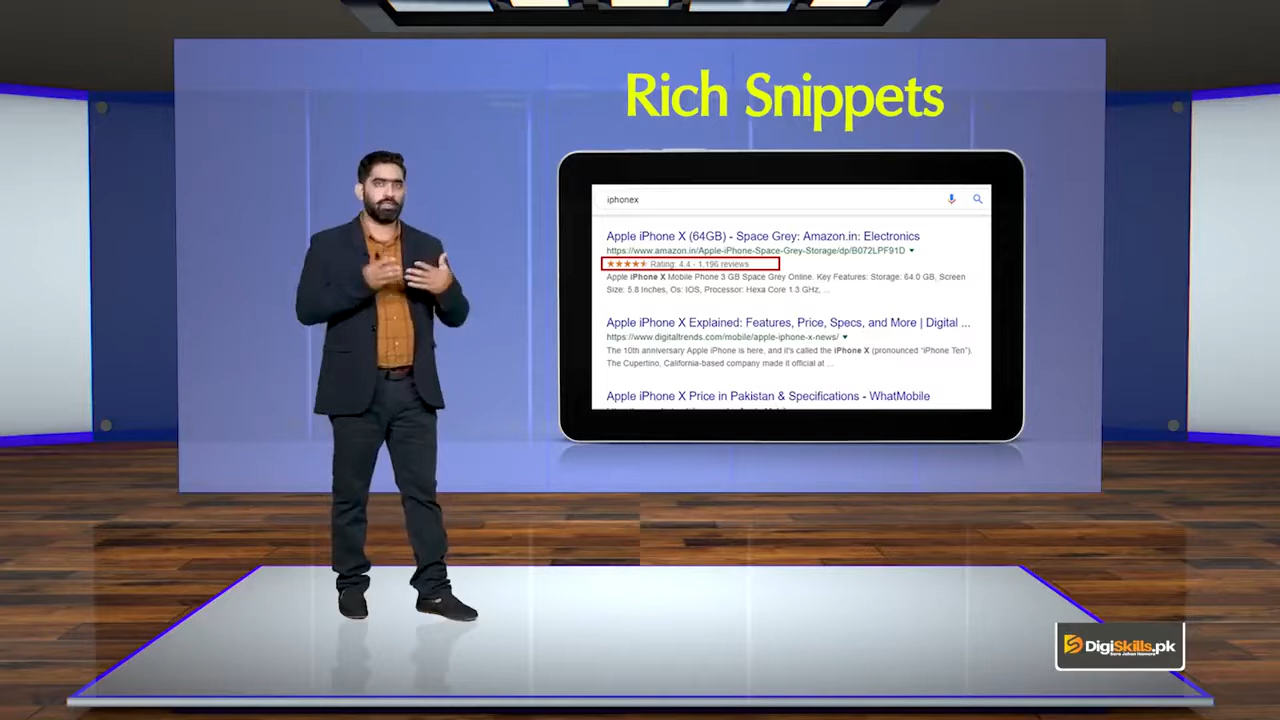 Rich Snippets
iphonex
Apple iPhone X (64GB) - Space Grey: Amazon.in: Electronics
https://www.amazon.in/Apple-iPhone-Space-Grey-Storage/dp/B072LPF91D
Rating: 4.4 - 1,196 reviews
Apple iPhone X Mobile Phone 3 GB Space Grey Online. Key Features: Storage: 64.0 GB, Screen
Size: 5.8 Inches, Os: IOS, Processor: Hexa Core 1.3 GHz, ...
Apple iPhone X Explained: Features, Price, Specs, and More | Digital ...
https://www.digitaltrends.com/mobile/apple-iphone-x-news/
The 10th anniversary Apple iPhone is here, and it's called the iPhone X (pronounced “iPhone Ten”).
The Cupertino, California-based company made it official at ...
Apple iPhone X Price in Pakistan & Specifications - WhatMobile
DigiSkills.pk